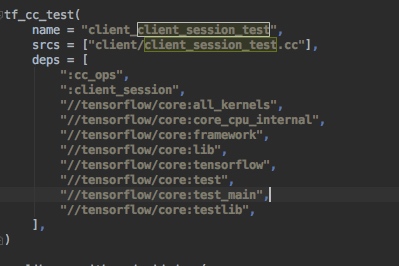 tf_cc_test(
name = "client_client_session_test",
srcs = ["client/client_session_test.cc"],
deps = [
":cc_ops",
":client_session",
"//tensorflow/core:all_kernels",
"//tensorflow/core:core_cpu_internal",
"//tensorflow/core:framework",
"//tensorflow/core:lib",
"//tensorflow/core:tensorflow",
"//tensorflow/core:test",
"//tensorflow/core:test_main",
"//tensorflow/core:testlib",
],
)